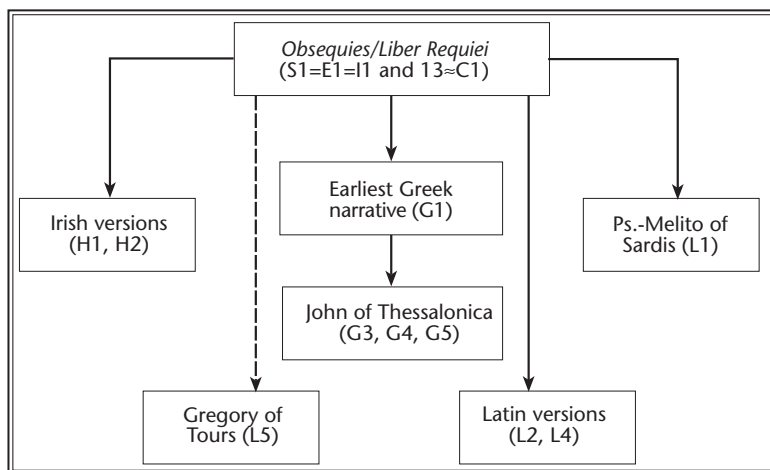 Obsequies/Liber Requiei
(S1=E1=I1 and 13≈C1)
Irish versions
(H1, H2)
Earliest Greek
narrative (G1)
Ps.-Melito of
Sardis (L1)
John of Thessalonica
(G3, G4, G5)
Gregory of
Tours (L5)
Latin versions
(L2, L4)